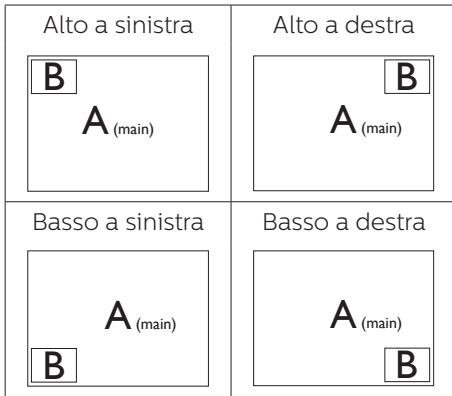 Alto a sinistra
B
A (main)
Alto a destra
B
A (main)
Basso a sinistra
A (main)
B
Basso a destra
A (main)
B